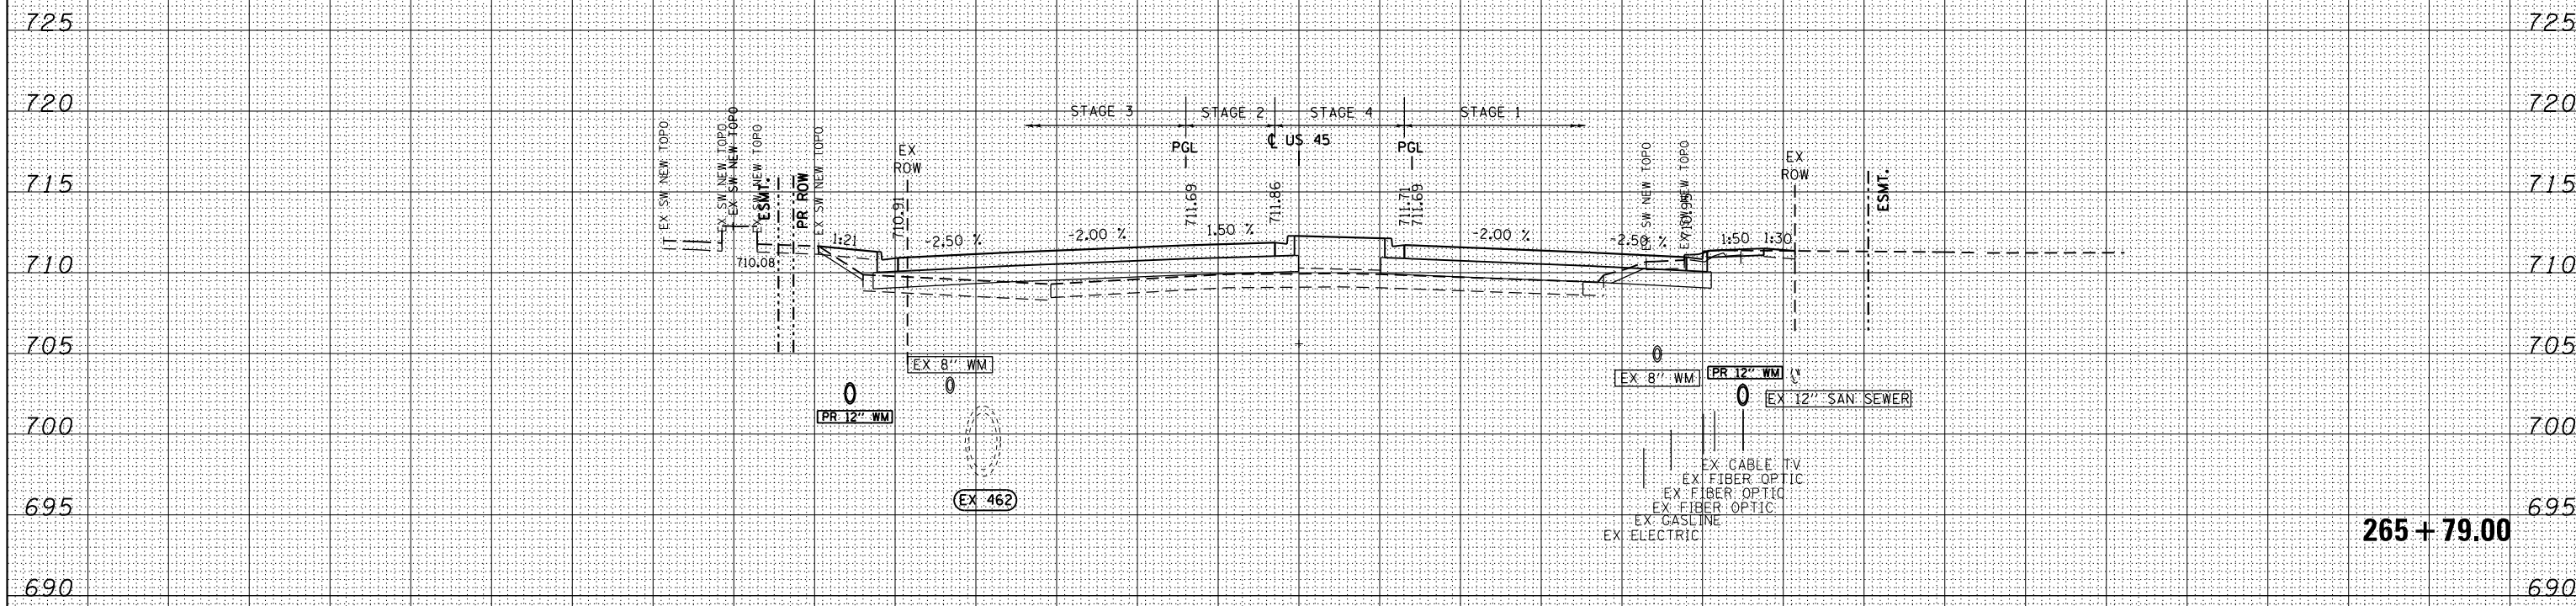 725
725
720
720
STAGE 3
STAGE 2
STAGE 4
STAGE 1
EX SW NEW TOPO
EX SW NEW TOPO
EX SW NEW TOPO
EX SW NEW TOPO
EX SW NEW TOPO
ESMT.
PR ROW
EX
ROW
PGL
℄ US 45
PGL
EX SW NEW TOPO
EX SW NEW TOPO
EX
ROW
ESMT.
715
715
710.91
711.69
711.86
711.71
711.69
710.95
1:21
-2.50 %
-2.00 %
1.50 %
-2.00 %
-2.50 %
1:50
1:30
710.08
710
710
705
705
EX 8'' WM
PR 12'' WM
EX 8'' WM
PR 12'' WM
EX 12'' SAN SEWER
700
700
EX CABLE TV
EX FIBER OPTIC
EX FIBER OPTIC
EX FIBER OPTIC
EX GASLINE
EX ELECTRIC
EX 462
695
695
265 + 79.00
690
690